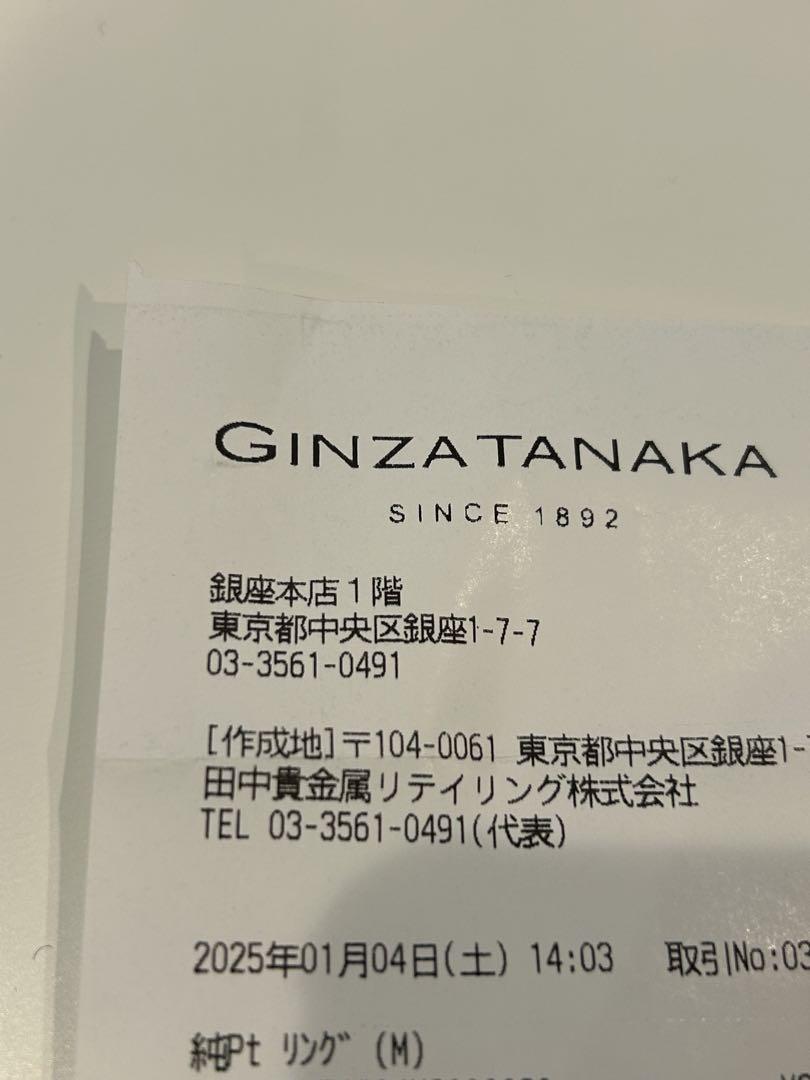 GINZA TANAKA
SINCE 1892
銀座本店1階
東京都中央区銀座1-7-7
03-3561-0491
[作成地]〒104-0061 東京都中央区銀座1-
田中貴金属リテイリング株式会社
TEL 03-3561-0491(代表)
2025年01月04日(土) 14:03 取引No:03
純Pt リング (M)